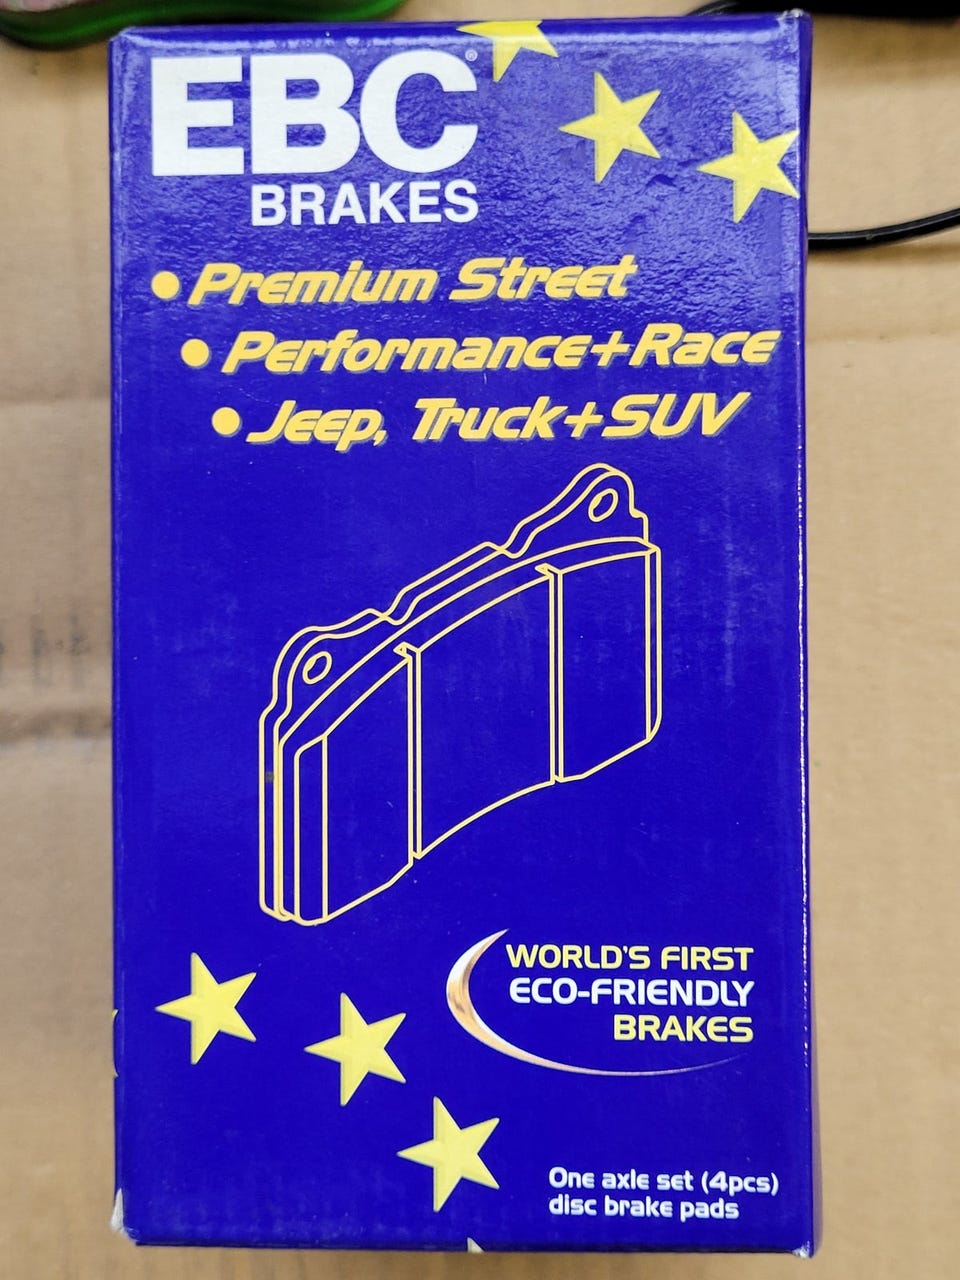 EBC®
BRAKES
• Premium Street
• Performance+Race
• Jeep, Truck+SUV
WORLD'S FIRST
ECO-FRIENDLY
BRAKES
One axle set (4pcs)
disc brake pads